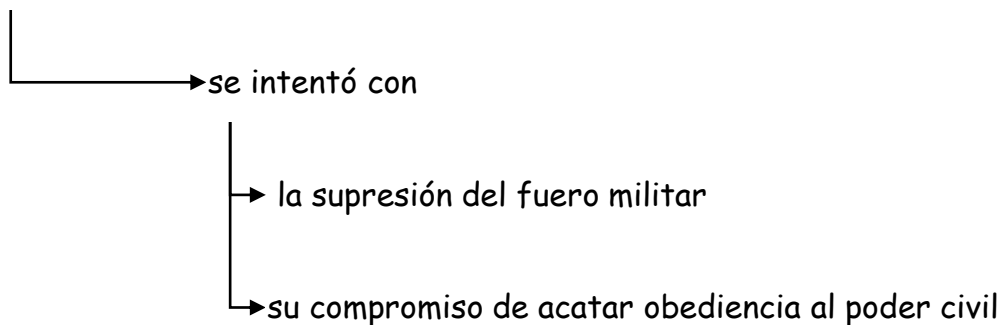 se intentó con
la supresión del fuero militar
su compromiso de acatar obediencia al poder civil